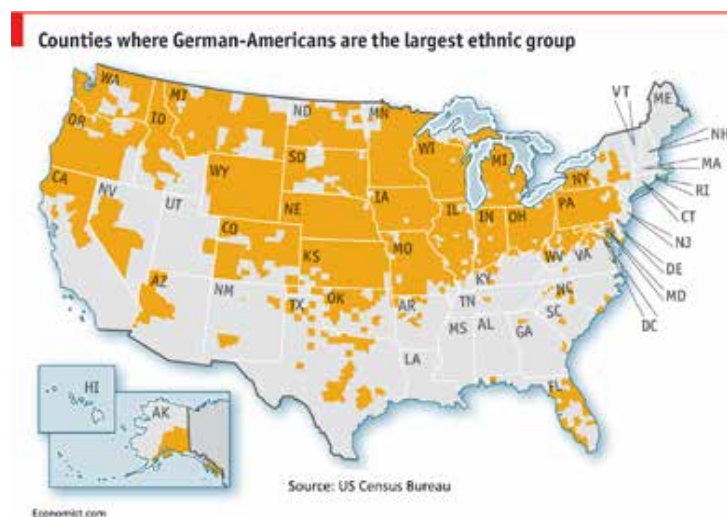 Counties where German-Americans are the largest ethnic group
WA
MI
ND
MN
VT
ME
OR
ID
NH
SD
WI
MI
MA
WY
NY
RI
CA
NV
IA
PA
CT
NE
IL
IN
OH
NJ
UT
CO
DE
KS
MO
WV
VA
MD
KY
DC
AZ
NM
OK
AR
TN
NC
TX
SC
MS
AL
GA
LA
HI
FL
AK
Source: US Census Bureau
Economist.com